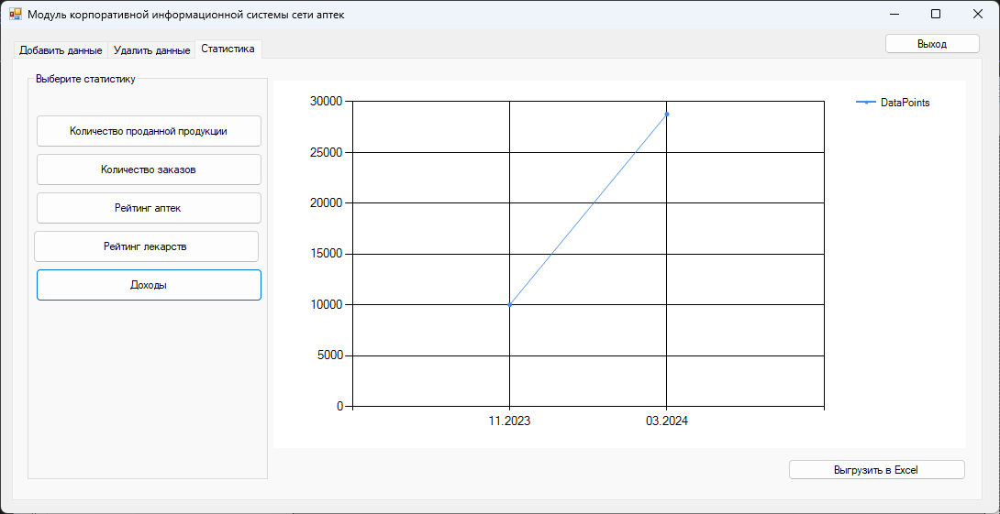 Модуль корпоративной информационной системы сети аптек
Выход
Добавить данные Удалить данные Статистика
Выберите статистику
Количество проданной продукции
Количество заказов
Рейтинг аптек
Рейтинг лекарств
Доходы
30000
25000
20000
15000
10000
5000
0
11.2023 03.2024
DataPoints
Выгрузить в Excel